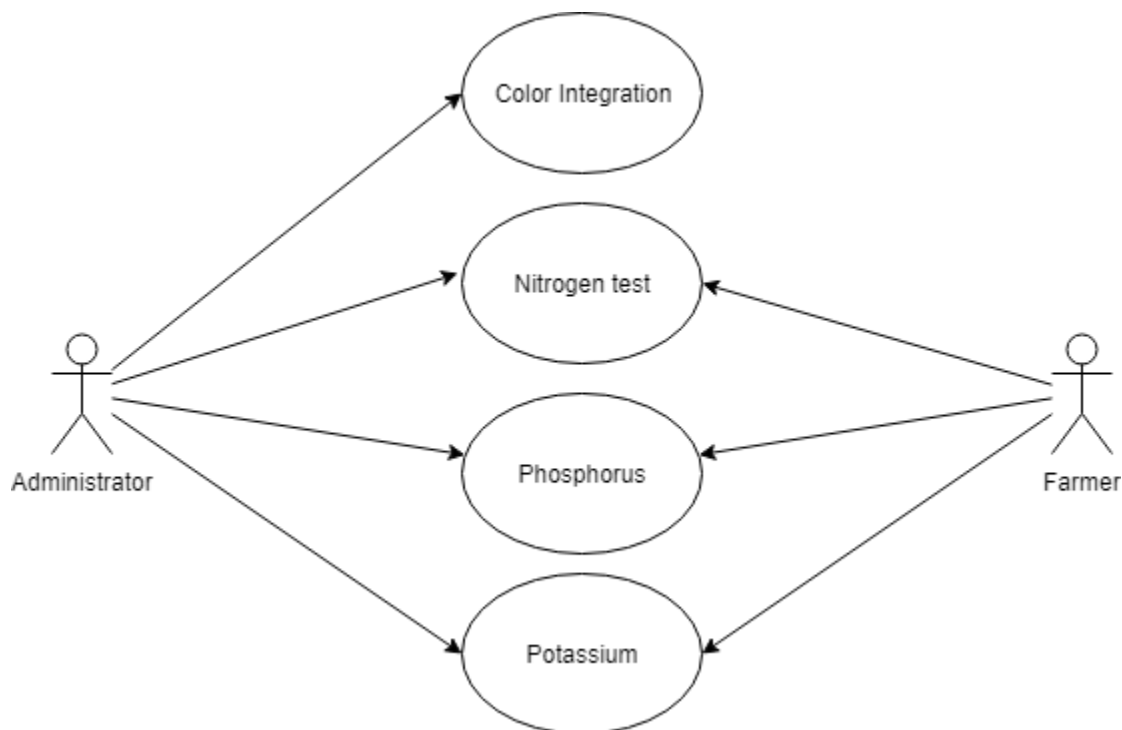 Color Integration
Nitrogen test
Phosphorus
Administrator
Farmer
Potassium